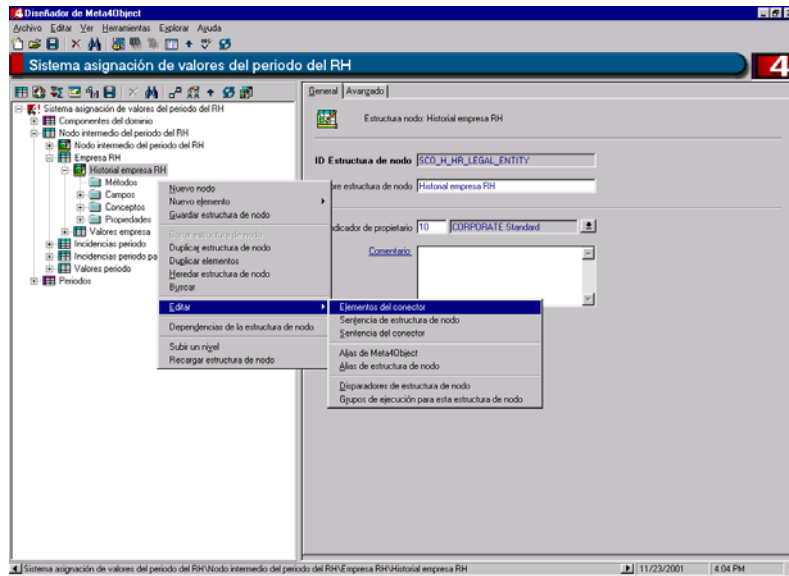 Diseñador de Meta4Object
Archivo Editar Ver Herramientas Explorar Ayuda
Sistema asignación de valores del periodo del RH
4
Sistema asignación de valores del periodo del RH
Componentes del dominio
Nodo intermedio del periodo del RH
Nodo intermedio del periodo del RH
Empresa RH
Historial empresa RH
Métodos
Campos
Conceptos
Propiedades
Valores empresa
Incidencias periodo
Incidencias periodo pa
Valores periodo
Periodos
Nuevo nodo
Nuevo elemento
Guardar estructura de nodo
Borrar estructura de nodo
Duplicar estructura de nodo
Duplicar elementos
Heredar estructura de nodo
Buscar
Editar
Dependencias de la estructura de nodo
Subir un nivel
Recargar estructura de nodo
Elementos del conector
Sentencia de estructura de nodo
Sentencia del conector
Alias de Meta4Object
Alias de estructura de nodo
Disparadores de estructura de nodo
Grupos de ejecución para esta estructura de nodo
General Avanzado
Estructura nodo: Historial empresa RH
ID Estructura de nodo SCO_H_HR_LEGAL_ENTITY
re estructura de nodo Historial empresa RH
dicador de propietario 10 CORPORATE Standard
Comentario
Sistema asignación de valores del periodo del RH\Nodo intermedio del periodo del RH\Empresa RH\Historial empresa RH 11/23/2001 4:04 PM